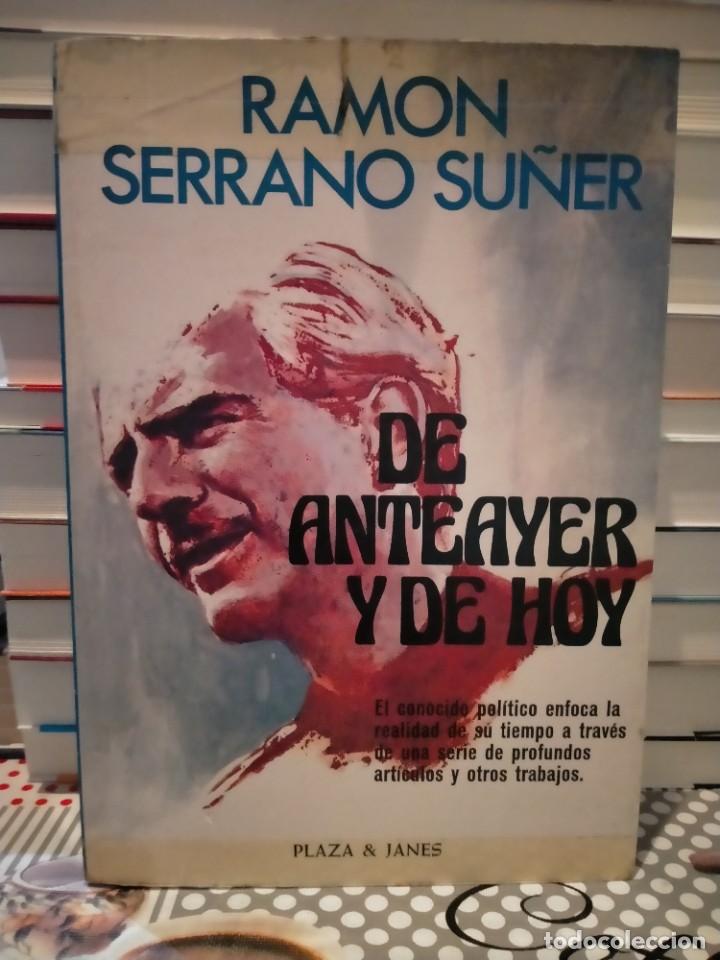 RAMON
SERRANO SUÑER
DE
ANTEAYER
Y DE HOY
El conocido político enfoca la
realidad de sú tiempo a través
de una serie de profundos
artículos y otros trabajos.
PLAZA & JANES
todocoleccion